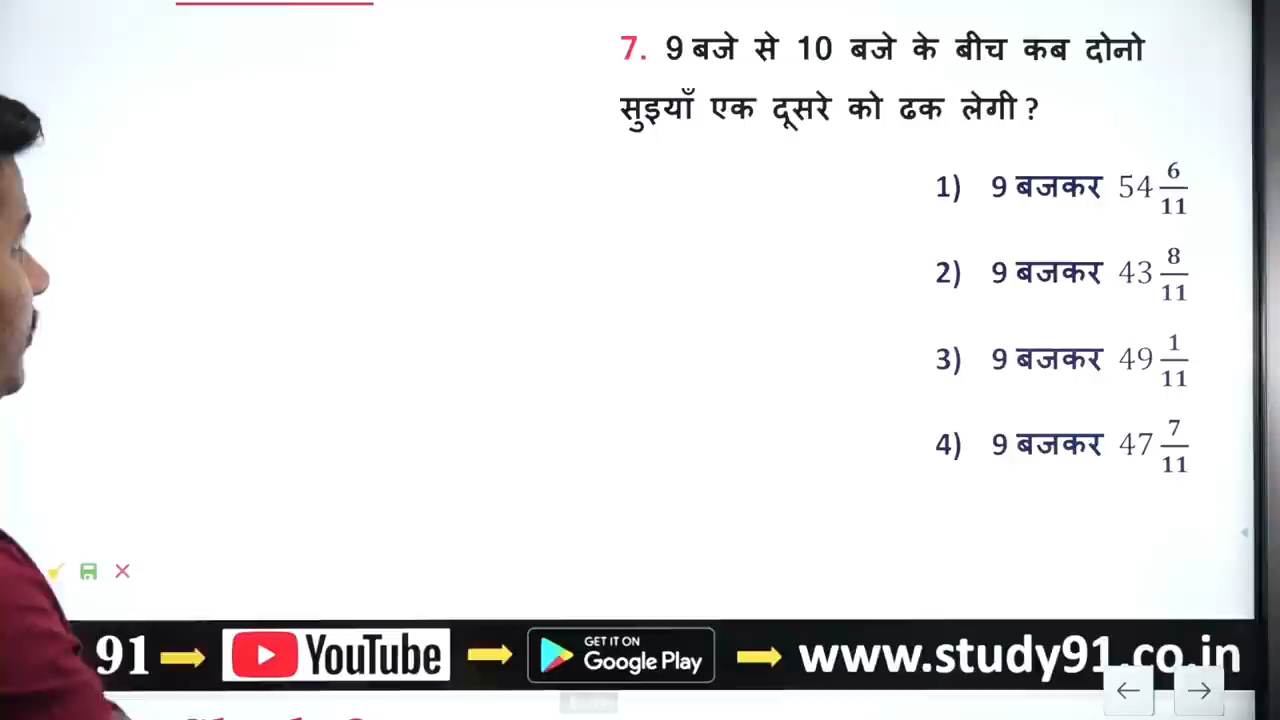 7. 9 बजे से 10 बजे के बीच कब दोनो
सुइयाँ एक दूसरे को ढक लेगी ?
1) 9 बजकर 54 6/11
2) 9 बजकर 43 8/11
3) 9 बजकर 49 1/11
4) 9 बजकर 47 7/11
91 YouTube GET IT ON Google Play www.study91.co.in